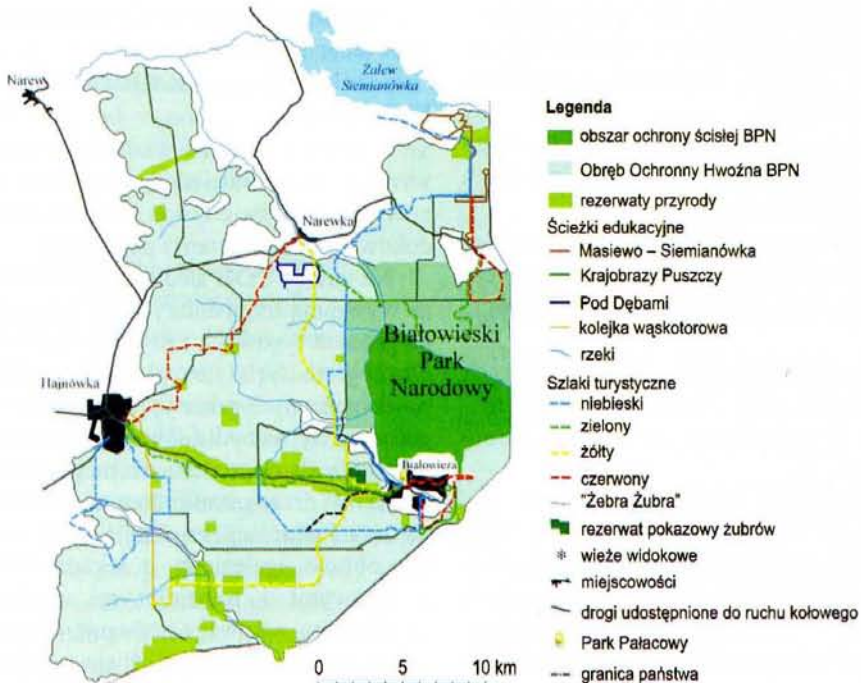 Narew
Zalew
Siemianówka
Narewka
Białowieski
Park
Narodowy
Hajnówka
Białowieża
0 5 10 km
Legenda
obszar ochrony ścisłej BPN
Obręb Ochronny Hwoźna BPN
rezerwaty przyrody
Ścieżki edukacyjne
Masiewo – Siemianówka
Krajobrazy Puszczy
Pod Dębami
kolejka wąskotorowa
rzeki
Szlaki turystyczne
niebieski
zielony
żółty
czerwony
"Żebra Żubra"
rezerwat pokazowy żubrów
wieże widokowe
miejscowości
drogi udostępnione do ruchu kołowego
Park Pałacowy
granica państwa